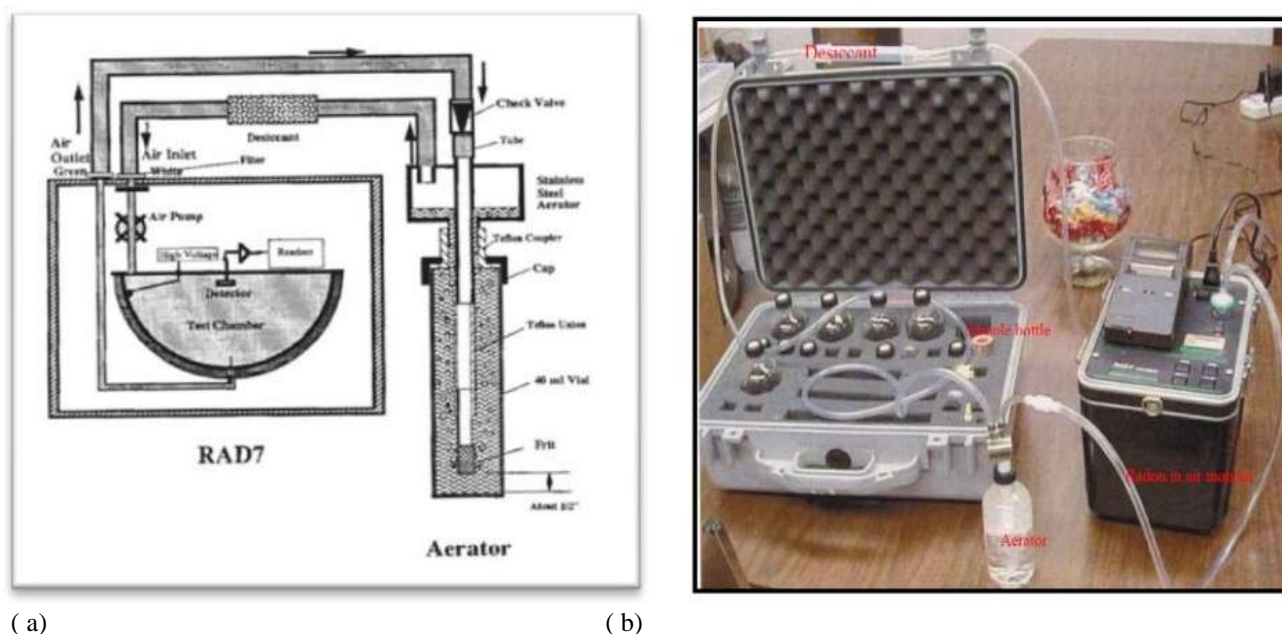 Check Valve
Desiccant
Tube
Air
Outlet
Green
Air Inlet
White
Filter
Stainless
Steel
Aerator
Air Pump
High Voltage
Readout
Teflon Coupler
Detector
Cap
Test Chamber
Teflon Union
40 ml Vial
Frit
RAD7
About 1/2"
Aerator
Desiccant
Sample bottle
Radon in air monitor
Aerator
( a)
( b)